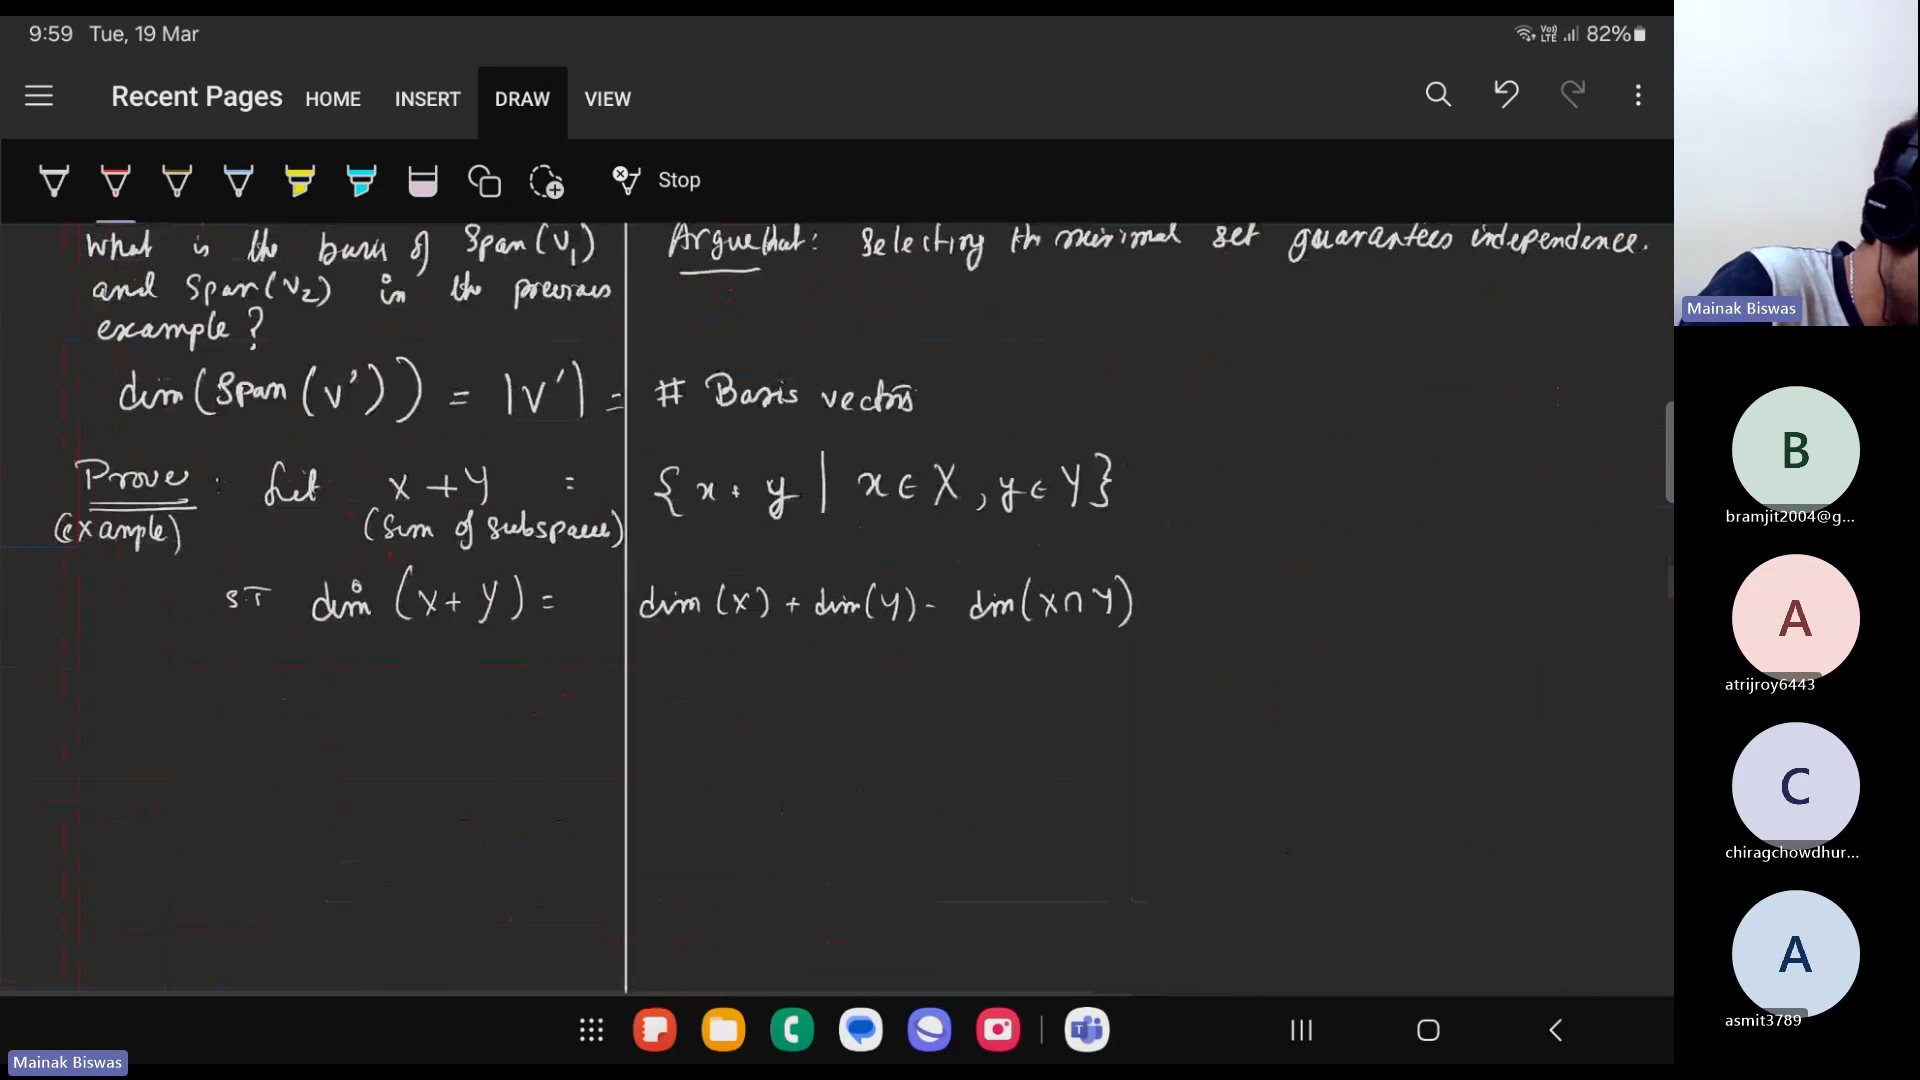 9:59 Tue, 19 Mar
Vo) LTE 82%
Recent Pages HOME INSERT DRAW VIEW
Stop
What is the basis of Span(V₁)
and Span(V₂) in the previous
example?
Argue that: Selecting the minimal set guarantees independence.
dim(Span(V')) = |V'| = # Basis vectors
Prove : Let X + Y = {x + y | x ∈ X, y ∈ Y}
(example) (Sum of subspaces)
S.T dim (X + Y) = dim (X) + dim(Y) - dim(X ∩ Y)
Mainak Biswas
B
bramjit2004@g...
A
atrijroy6443
C
chiragchowdhur...
A
asmit3789
Mainak Biswas